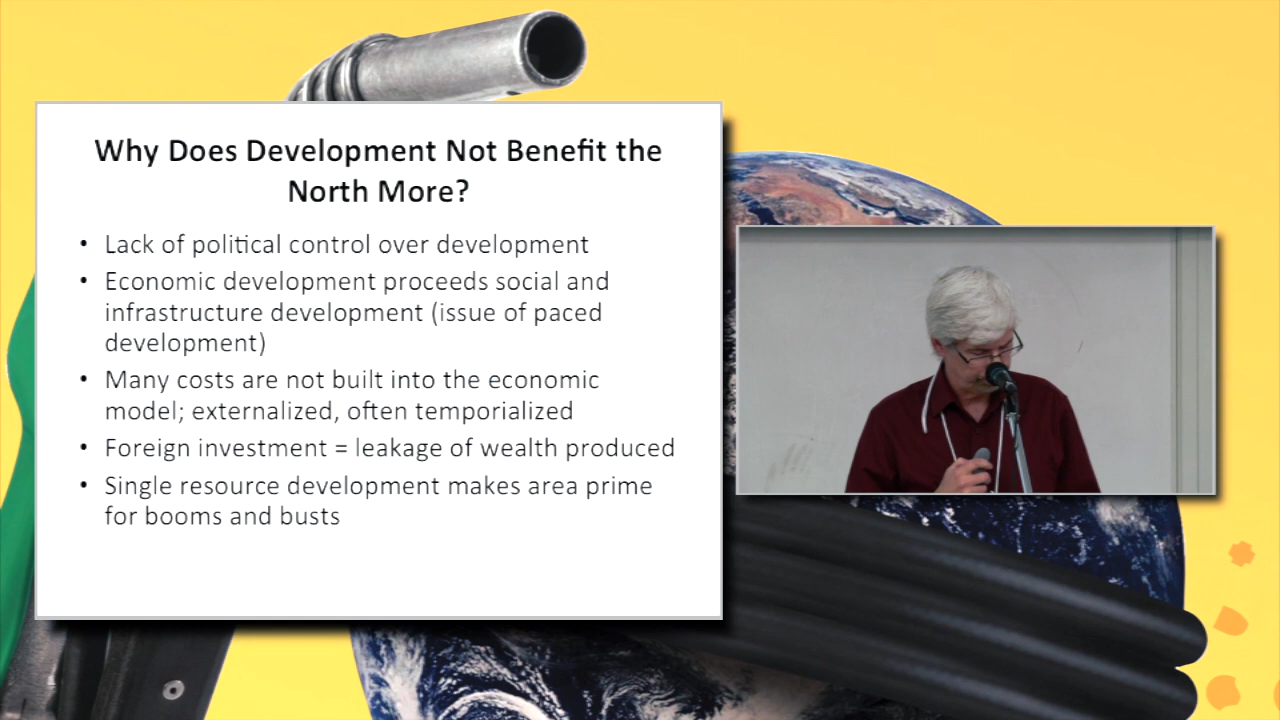 Why Does Development Not Benefit the
North More?
• Lack of political control over development
• Economic development proceeds social and
infrastructure development (issue of paced
development)
• Many costs are not built into the economic
model; externalized, often temporialized
• Foreign investment = leakage of wealth produced
• Single resource development makes area prime
for booms and busts